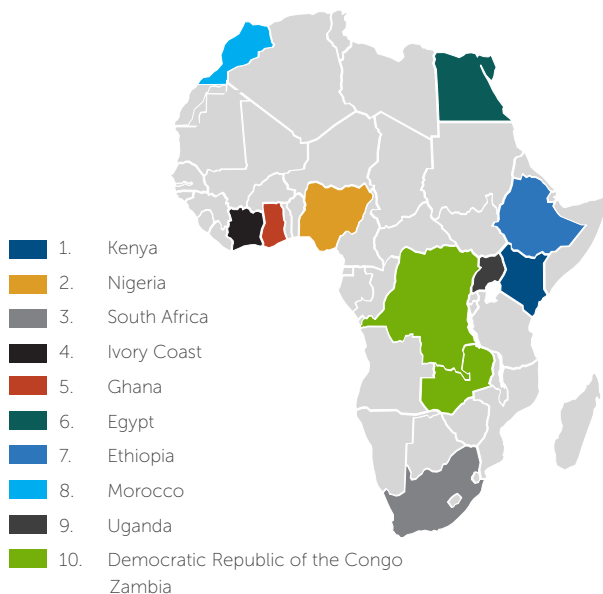 1. Kenya
2. Nigeria
3. South Africa
4. Ivory Coast
5. Ghana
6. Egypt
7. Ethiopia
8. Morocco
9. Uganda
10. Democratic Republic of the Congo
Zambia